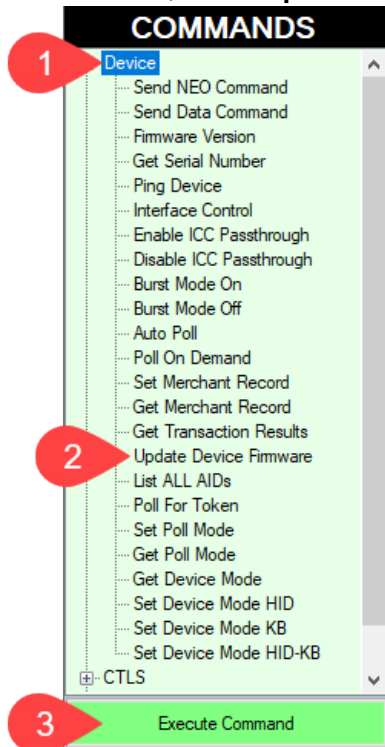 COMMANDS
1
Device
Send NEO Command
Send Data Command
Firmware Version
Get Serial Number
Ping Device
Interface Control
Enable ICC Passthrough
Disable ICC Passthrough
Burst Mode On
Burst Mode Off
Auto Poll
Poll On Demand
Set Merchant Record
Get Merchant Record
Get Transaction Results
2
Update Device Firmware
List ALL AIDs
Poll For Token
Set Poll Mode
Get Poll Mode
Get Device Mode
Set Device Mode HID
Set Device Mode KB
Set Device Mode HID-KB
CTLS
3
Execute Command